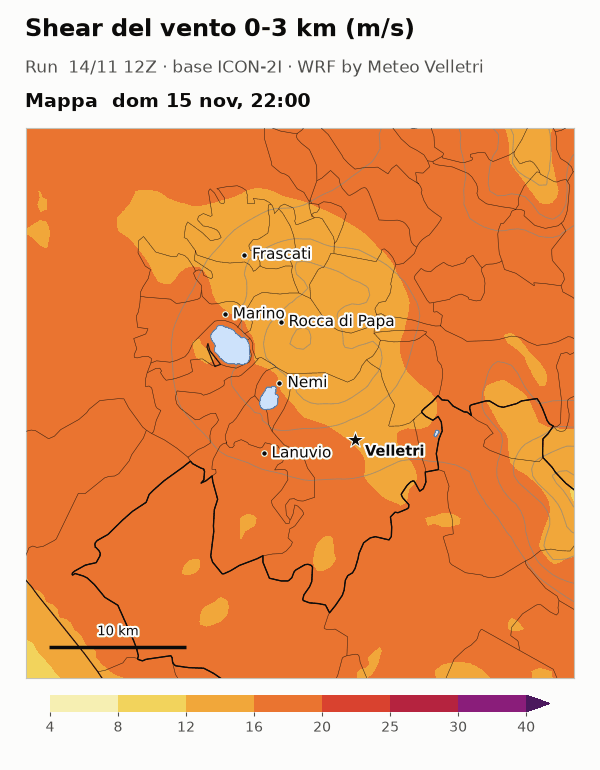 Shear del vento 0-3 km (m/s)
Run  14/11 12Z · base ICON-2I · WRF by Meteo Velletri
Mappa  dom 15 nov, 22:00
Frascati
Marino
Rocca di Papa
Nemi
Velletri
Lanuvio
10 km
4 8 12 16 20 25 30 40